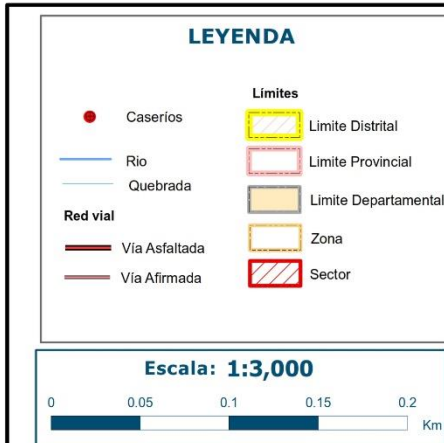 LEYENDA
Caseríos
Rio
Quebrada
Red vial
Vía Asfaltada
Vía Afirmada
Límites
Limite Distrital
Limite Provincial
Limite Departamental
Zona
Sector
Escala: 1:3,000
0 0.05 0.1 0.15 0.2
Km